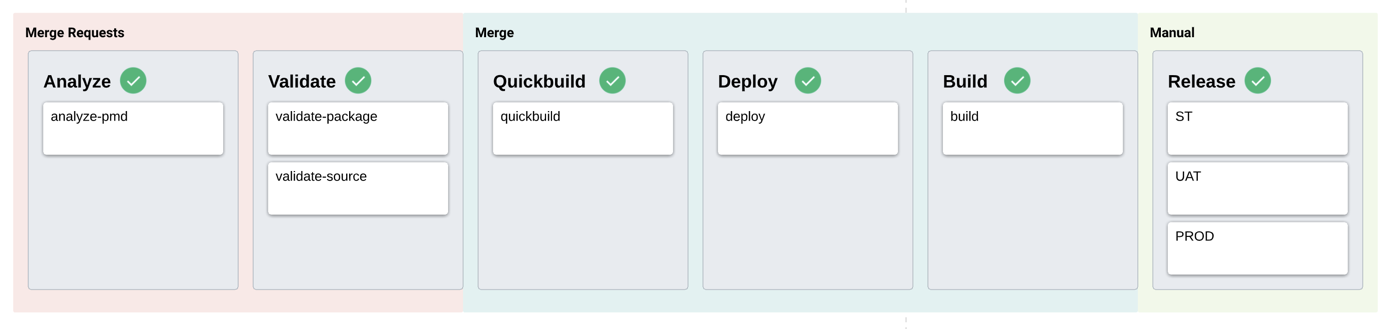 Merge Requests
Merge
Manual
Analyze
Validate
Quickbuild
Deploy
Build
Release
analyze-pmd
validate-package
quickbuild
deploy
build
ST
validate-source
UAT
PROD